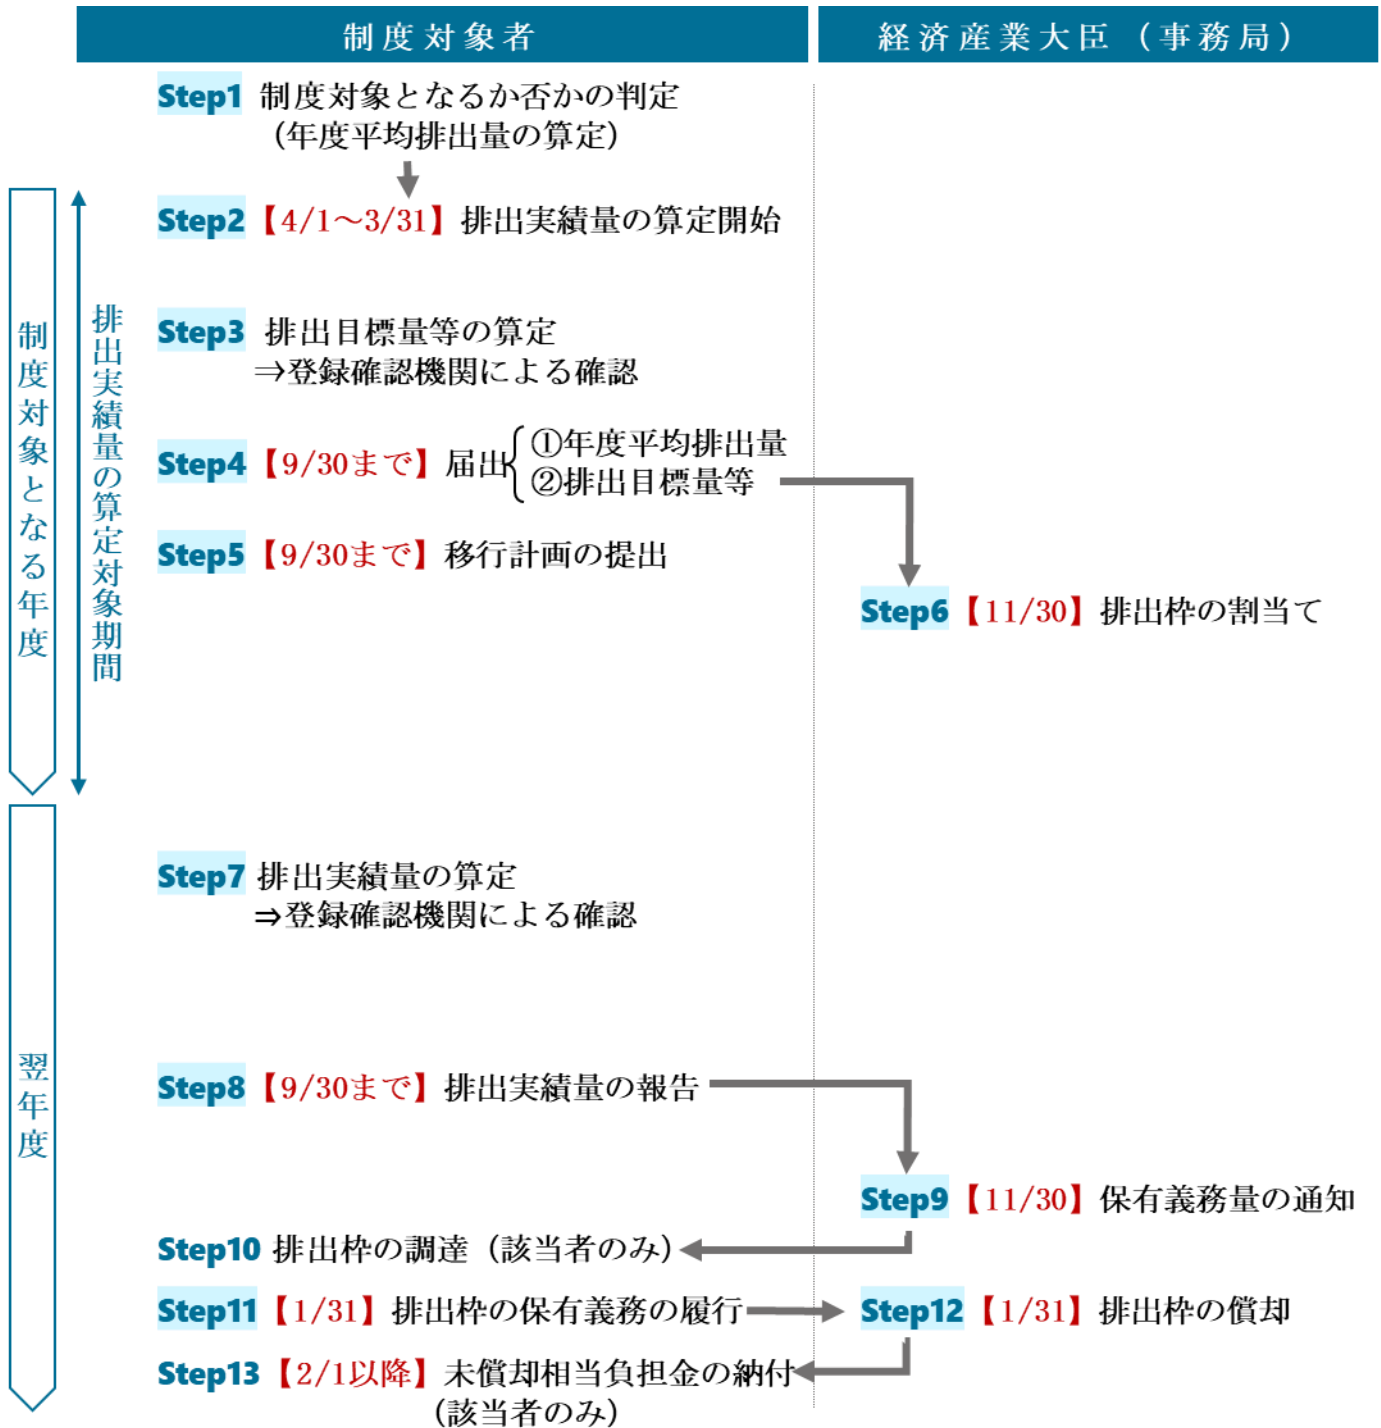 制度対象者
経済産業大臣（事務局）
Step1 制度対象となるか否かの判定
（年度平均排出量の算定）
Step2【4/1～3/31】排出実績量の算定開始
制度対象となる年度
排出実績量の算定対象期間
Step3 排出目標量等の算定
⇒登録確認機関による確認
Step4【9/30まで】届出
①年度平均排出量
②排出目標量等
Step5【9/30まで】移行計画の提出
Step6【11/30】排出枠の割当て
翌年度
Step7 排出実績量の算定
⇒登録確認機関による確認
Step8【9/30まで】排出実績量の報告
Step9【11/30】保有義務量の通知
Step10 排出枠の調達（該当者のみ）
Step11【1/31】排出枠の保有義務の履行
Step12【1/31】排出枠の償却
Step13【2/1以降】未償却相当負担金の納付
（該当者のみ）